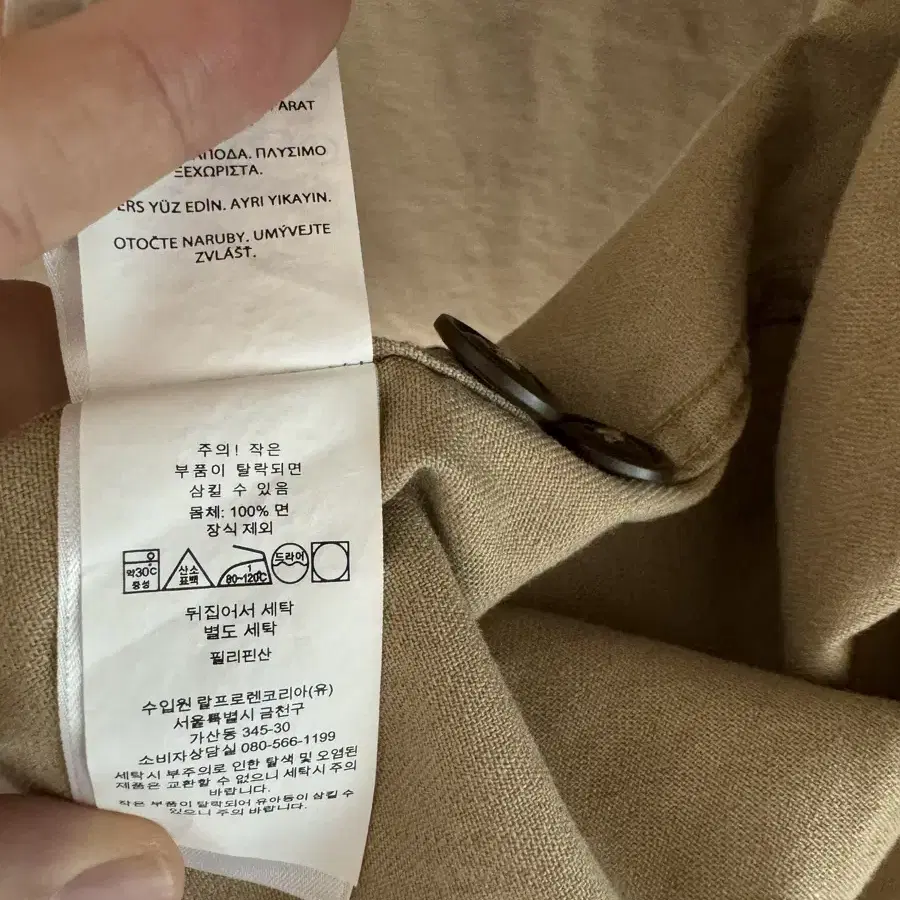 ARAT
ΠΛΥΣΙΜΟ
ΞΕΧΩΡΙΣΤΑ.
YÜZ EDİN. AYRI YIKAYIN.
OTOČTE NARUBY. UMÝVEJTE
ZVLÁŠŤ.
주의! 작은
부품이 탈락되면
삼킬 수 있음
몸체: 100% 면
장식 제외
약30℃
중성
산소
표백
1
80~120℃
드라이
뒤집어서 세탁
별도 세탁
필리핀산
수입원 랄프로렌코리아(유)
서울특별시 금천구
가산동 345-30
소비자상담실 080-566-1199
세탁시 부주의로 인한 탈색 및 오염된
제품은 교환할 수 없으니 세탁시 주의
바랍니다.
작은 부품이 탈락되어 유아동이 삼킬 수
있으니 주의 바랍니다.